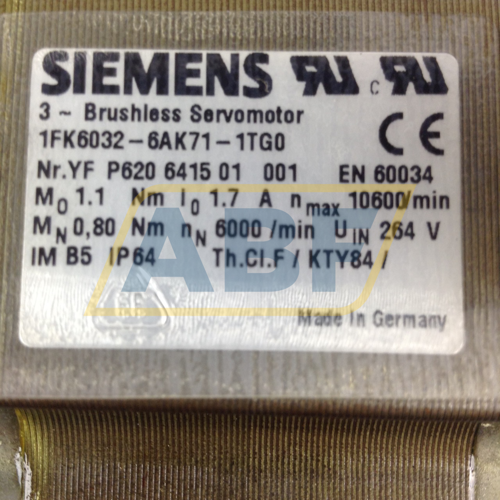 SIEMENS
3 ~ Brushless Servomotor
1FK6032-6AK71-1TG0
Nr.YF P620 6415 01 001 EN 60034
M0 1.1 Nm I0 1.7 A nmax 10600/min
MN 0,80 Nm nN 6000 /min UIN 264 V
IM B5 IP64 Th.Cl.F / KTY84 /
Made in Germany
ABF